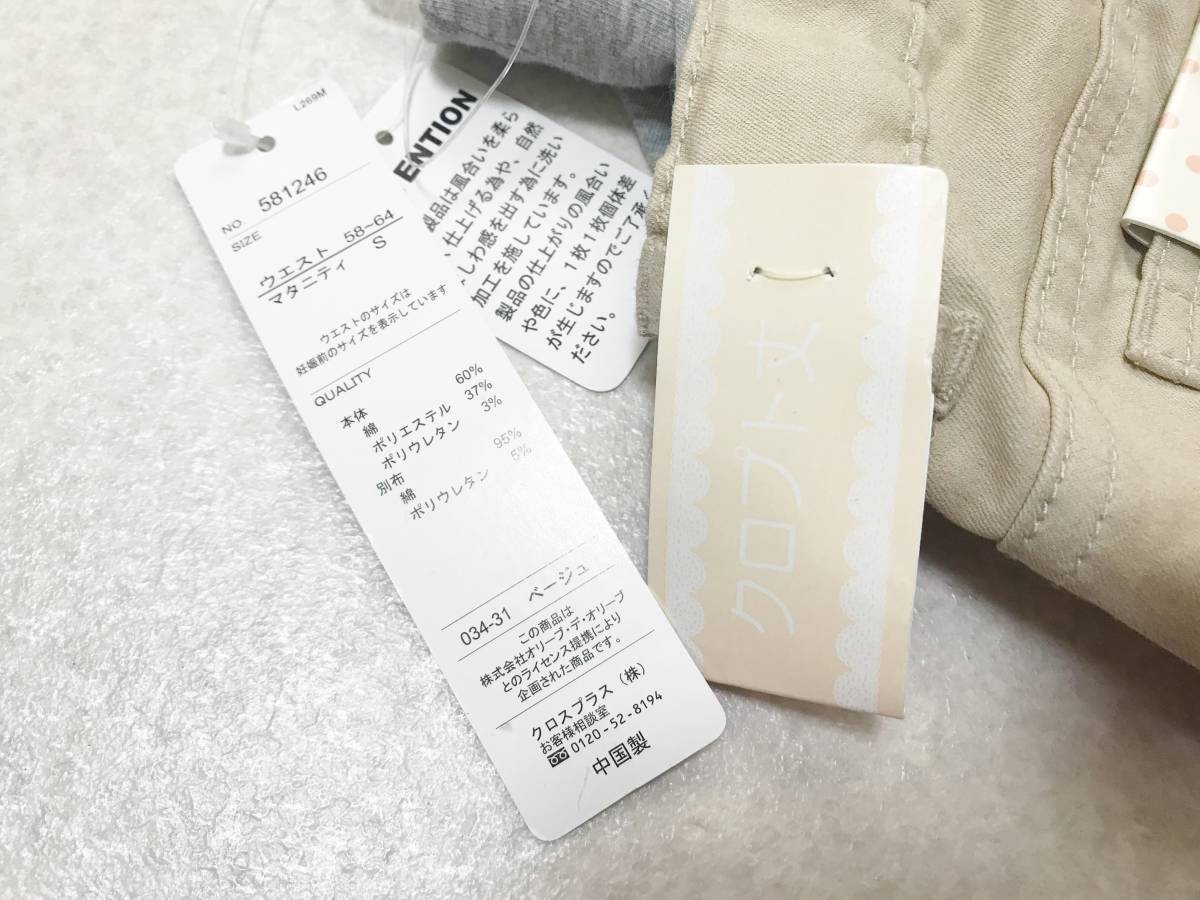 L269M
NO 581246
SIZE
ウエスト 58~64
マタニティ S
ウエストのサイズは
妊娠前のサイズを表示しています
QUALITY
本体
綿 60%
ポリエステル 37%
ポリウレタン 3%
別布
綿 95%
ポリウレタン 5%
034-31 ベージュ
この商品は
株式会社オリーブ・デ・オリーブ
とのライセンス提携により
企画された商品です。
クロスプラス(株)
お客様相談室
0120-52-8194
中国製
ENTION
製品は風合いを柔ら
仕上げる為や、自然
しわ感を出す為に洗い
加工を施しています。
製品の仕上がりの風合い
や色に、1枚1枚個体差
が生じますのでご了承
ださい。
クロプト丈